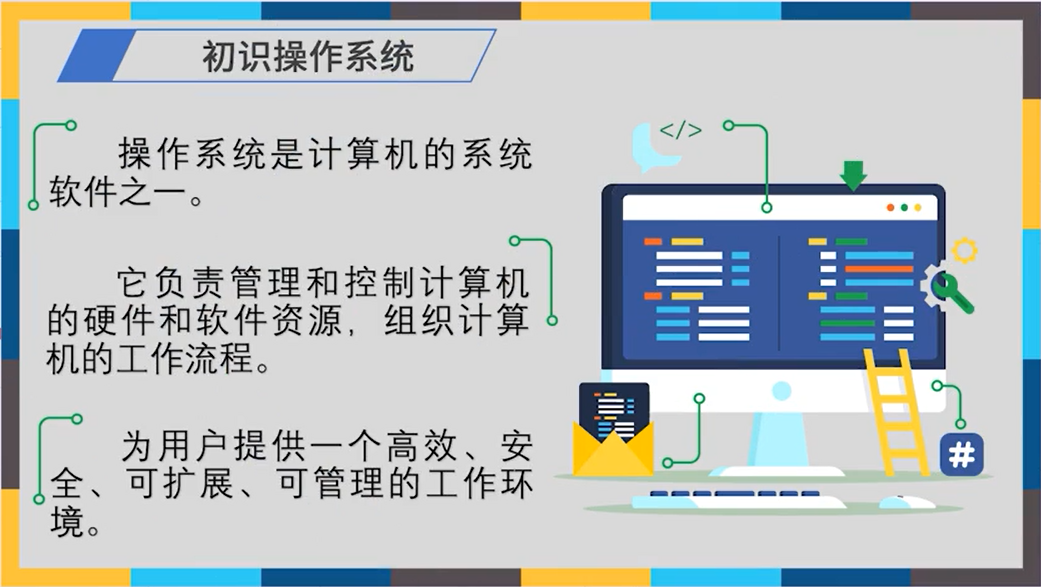 初识操作系统
操作系统是计算机的系统
软件之一。
它负责管理和控制计算机
的硬件和软件资源，组织计算
机的工作流程。
为用户提供一个高效、安
全、可扩展、可管理的工作环
境。
</>
#